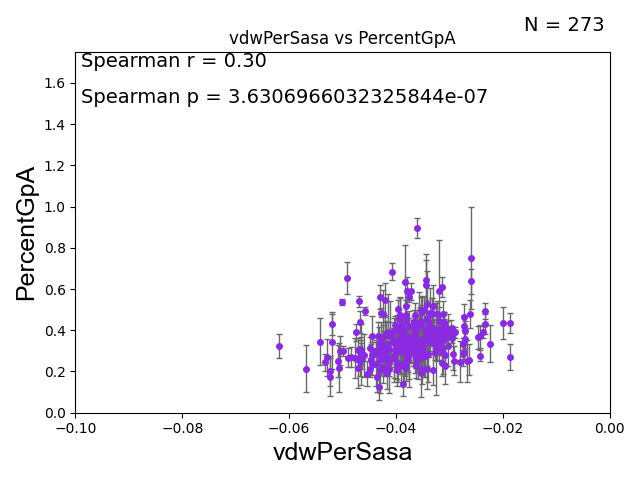 N = 273
vdwPerSasa vs PercentGpA
Spearman r = 0.30
Spearman p = 3.6306966032325844e-07
PercentGpA
1.6
1.4
1.2
1.0
0.8
0.6
0.4
0.2
0.0
−0.10 −0.08 −0.06 −0.04 −0.02 0.00
vdwPerSasa